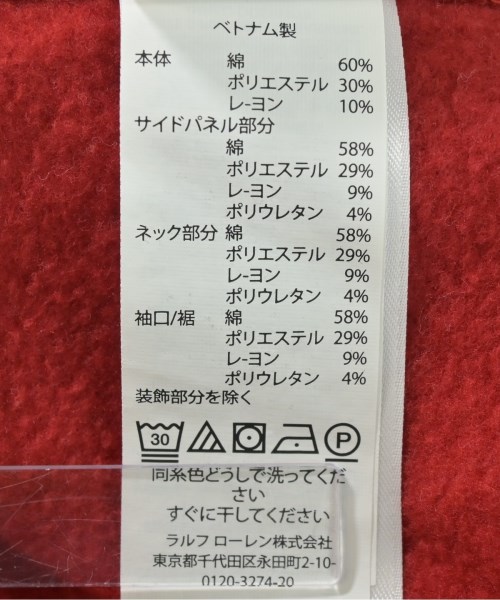 ベトナム製
本体 綿 60%
ポリエステル 30%
レ-ヨン 10%
サイドパネル部分
綿 58%
ポリエステル 29%
レ-ヨン 9%
ポリウレタン 4%
ネック部分 綿 58%
ポリエステル 29%
レ-ヨン 9%
ポリウレタン 4%
袖口/裾 綿 58%
ポリエステル 29%
レ-ヨン 9%
ポリウレタン 4%
装飾部分を除く
30 P
同系色どうしで洗ってくだ
さい
すぐに干してください
ラルフ ローレン株式会社
東京都千代田区永田町2-10-
0120-3274-20